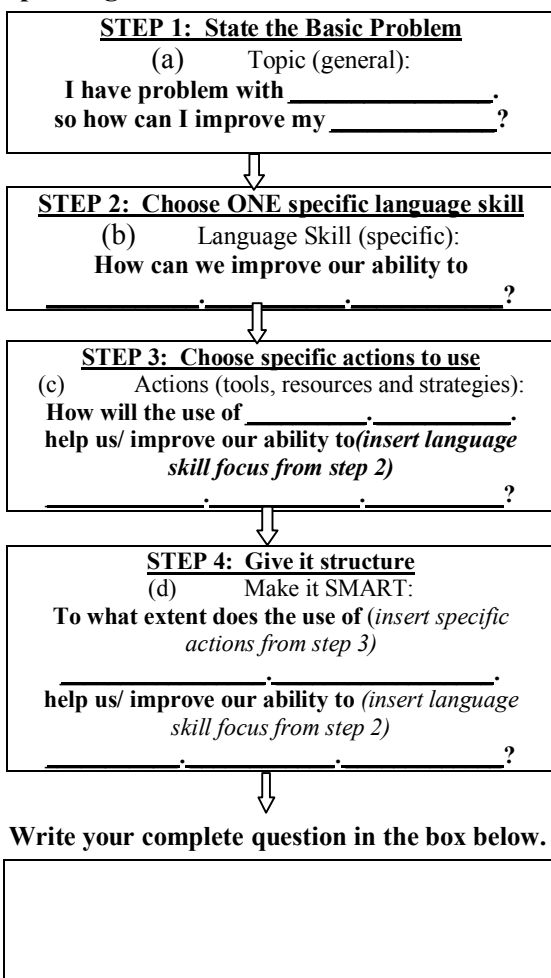 STEP 1: State the Basic Problem
(a) Topic (general):
I have problem with _______________.
so how can I improve my ____________?
STEP 2: Choose ONE specific language skill
(b) Language Skill (specific):
How can we improve our ability to
___________.__________.___________?
STEP 3: Choose specific actions to use
(c) Actions (tools, resources and strategies):
How will the use of _________.__________.
help us/ improve our ability to(insert language
skill focus from step 2)
____________.__________.__________?
STEP 4: Give it structure
(d) Make it SMART:
To what extent does the use of (insert specific
actions from step 3)
_______________.________________.
help us/ improve our ability to (insert language
skill focus from step 2)
__________.___________.____________?
Write your complete question in the box below.